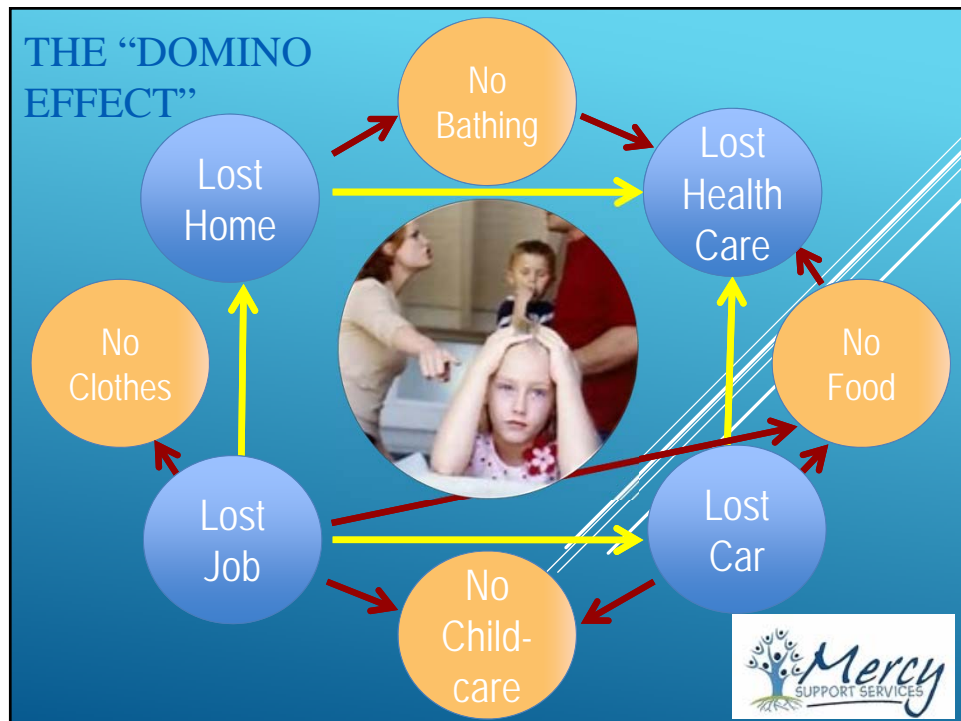 THE “DOMINO
EFFECT”
No
Bathing
Lost
Home
Lost
Health
Care
No
Clothes
No
Food
Lost
Job
Lost
Car
No
Child-
care
Mercy
SUPPORT SERVICES